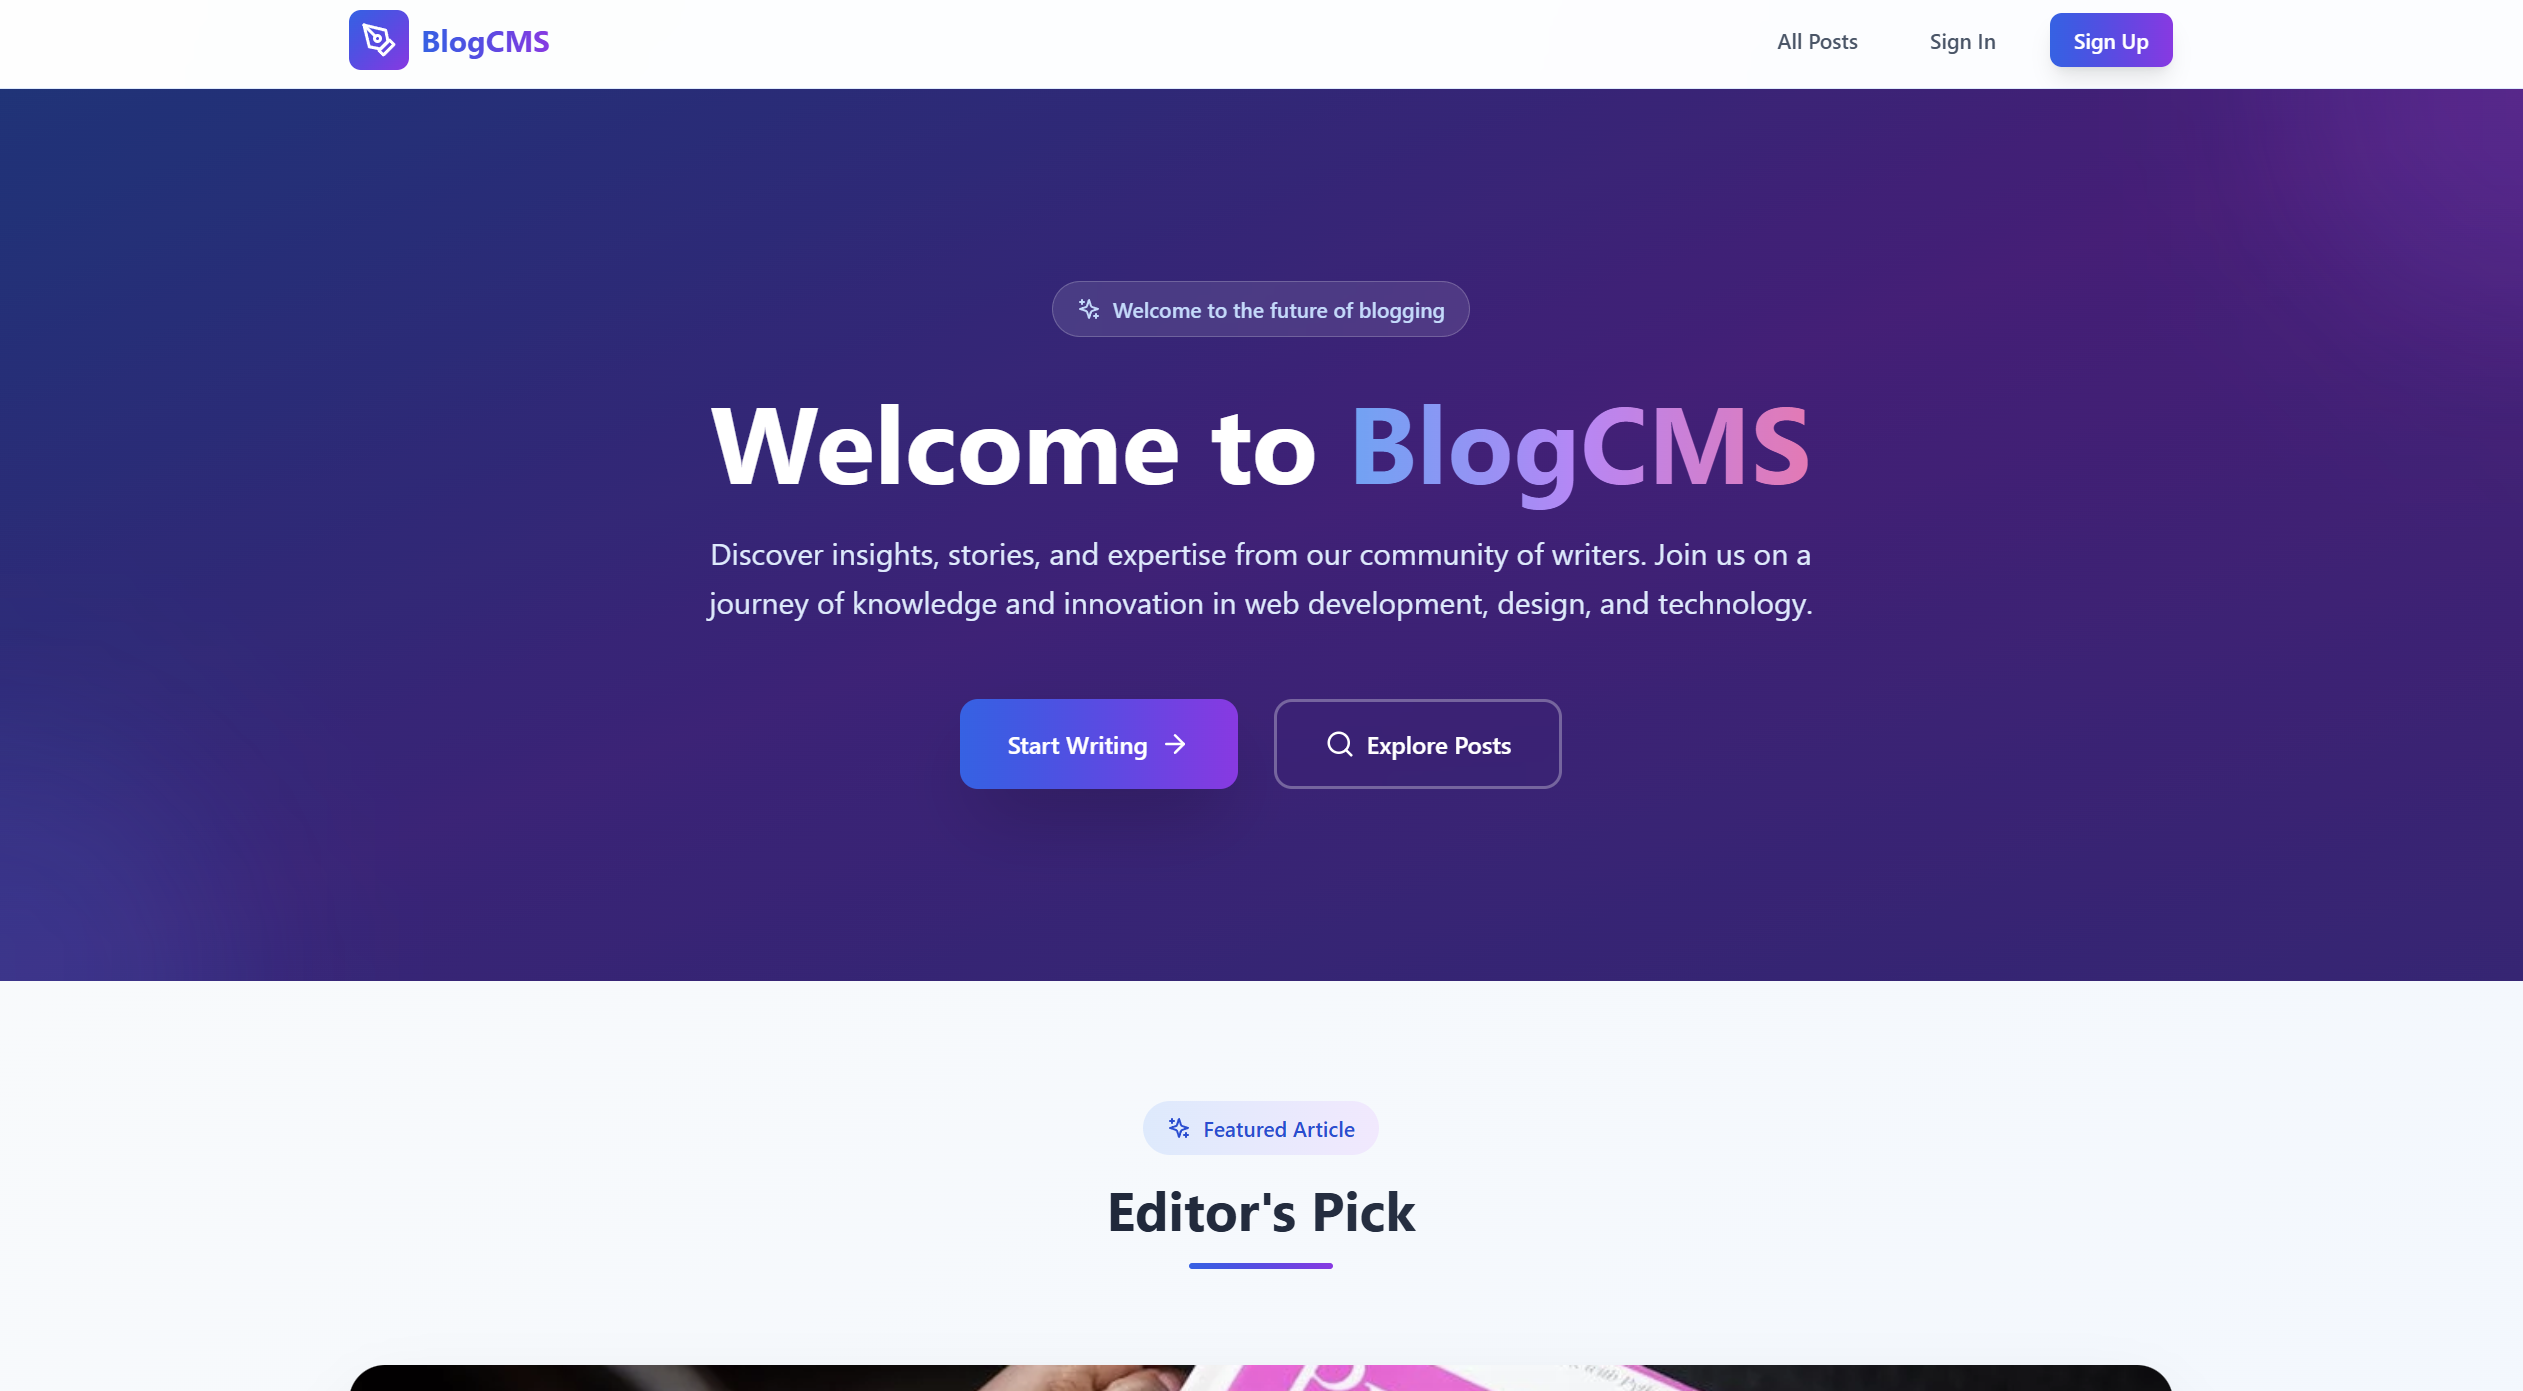 BlogCMS
All Posts
Sign In
Sign Up
Welcome to the future of blogging
Welcome to BlogCMS
Discover insights, stories, and expertise from our community of writers. Join us on a
journey of knowledge and innovation in web development, design, and technology.
Start Writing
Explore Posts
Featured Article
Editor's Pick
with